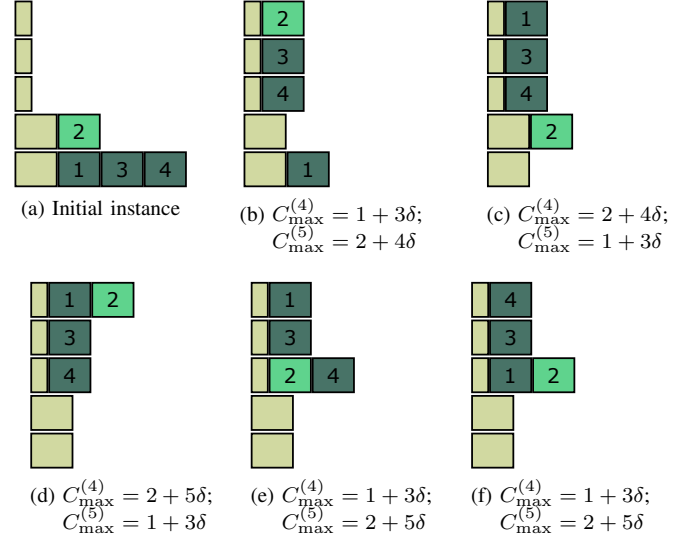 2
1 3 4
(a) Initial instance
2
3
4
1
(b) $C_{\max}^{(4)} = 1 + 3\delta$;
$C_{\max}^{(5)} = 2 + 4\delta$
1
3
4
2
(c) $C_{\max}^{(4)} = 2 + 4\delta$;
$C_{\max}^{(5)} = 1 + 3\delta$
1 2
3
4
(d) $C_{\max}^{(4)} = 2 + 5\delta$;
$C_{\max}^{(5)} = 1 + 3\delta$
1
3
2 4
(e) $C_{\max}^{(4)} = 1 + 3\delta$;
$C_{\max}^{(5)} = 2 + 5\delta$
4
3
1 2
(f) $C_{\max}^{(4)} = 1 + 3\delta$;
$C_{\max}^{(5)} = 2 + 5\delta$